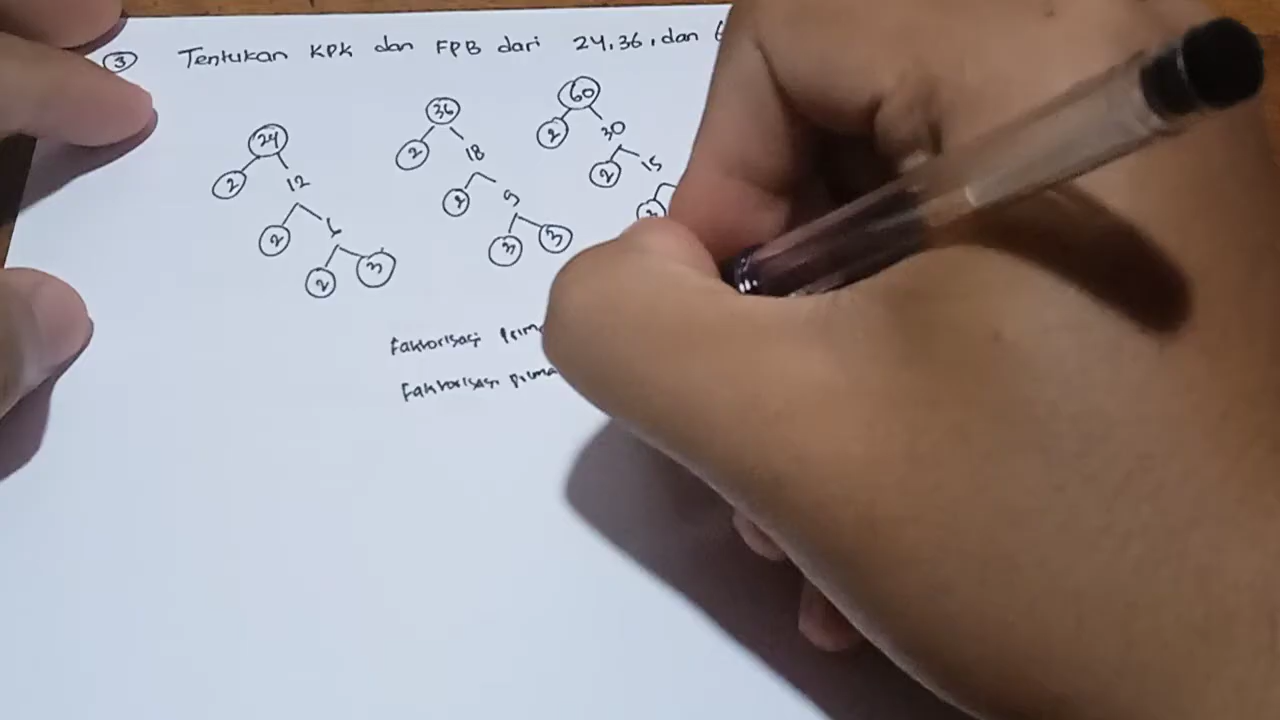 3 Tentukan KPK dan FPB dari 24, 36, dan
24 36 60
2 12 2 18 2 30
2 6 2 9 2 15
2 3 3 3 3
Faktorisasi
Faktorisasi